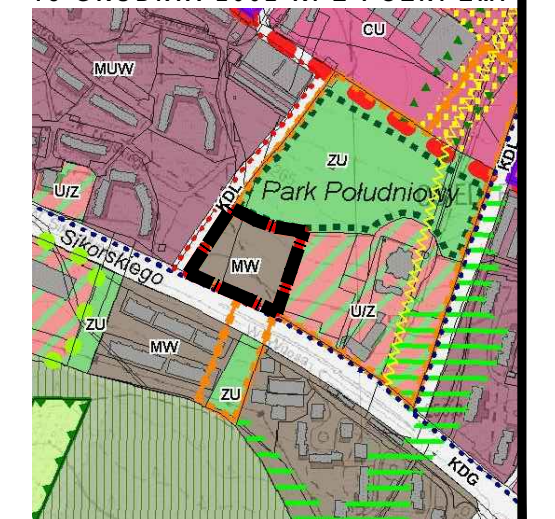 CU
MUW
ZU
KDL
U/Z
KDL
Park Południowy
Sikorskiego
MW
U/Z
ZU
MW
ZU
KDG